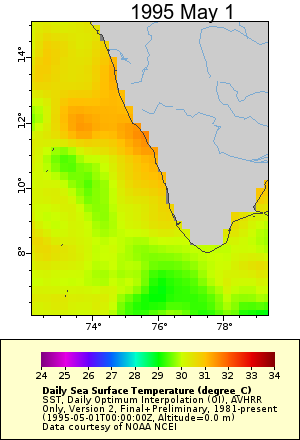 1995 May 1
14°
12°
10°
8°
74°
76°
78°
24 25 26 27 28 29 30 31 32 33 34
Daily Sea Surface Temperature (degree_C)
SST, Daily Optimum Interpolation (OI), AVHRR
Only, Version 2, Final+Preliminary, 1981-present
(1995-05-01T00:00:00Z, Altitude=0.0 m)
Data courtesy of NOAA NCEI